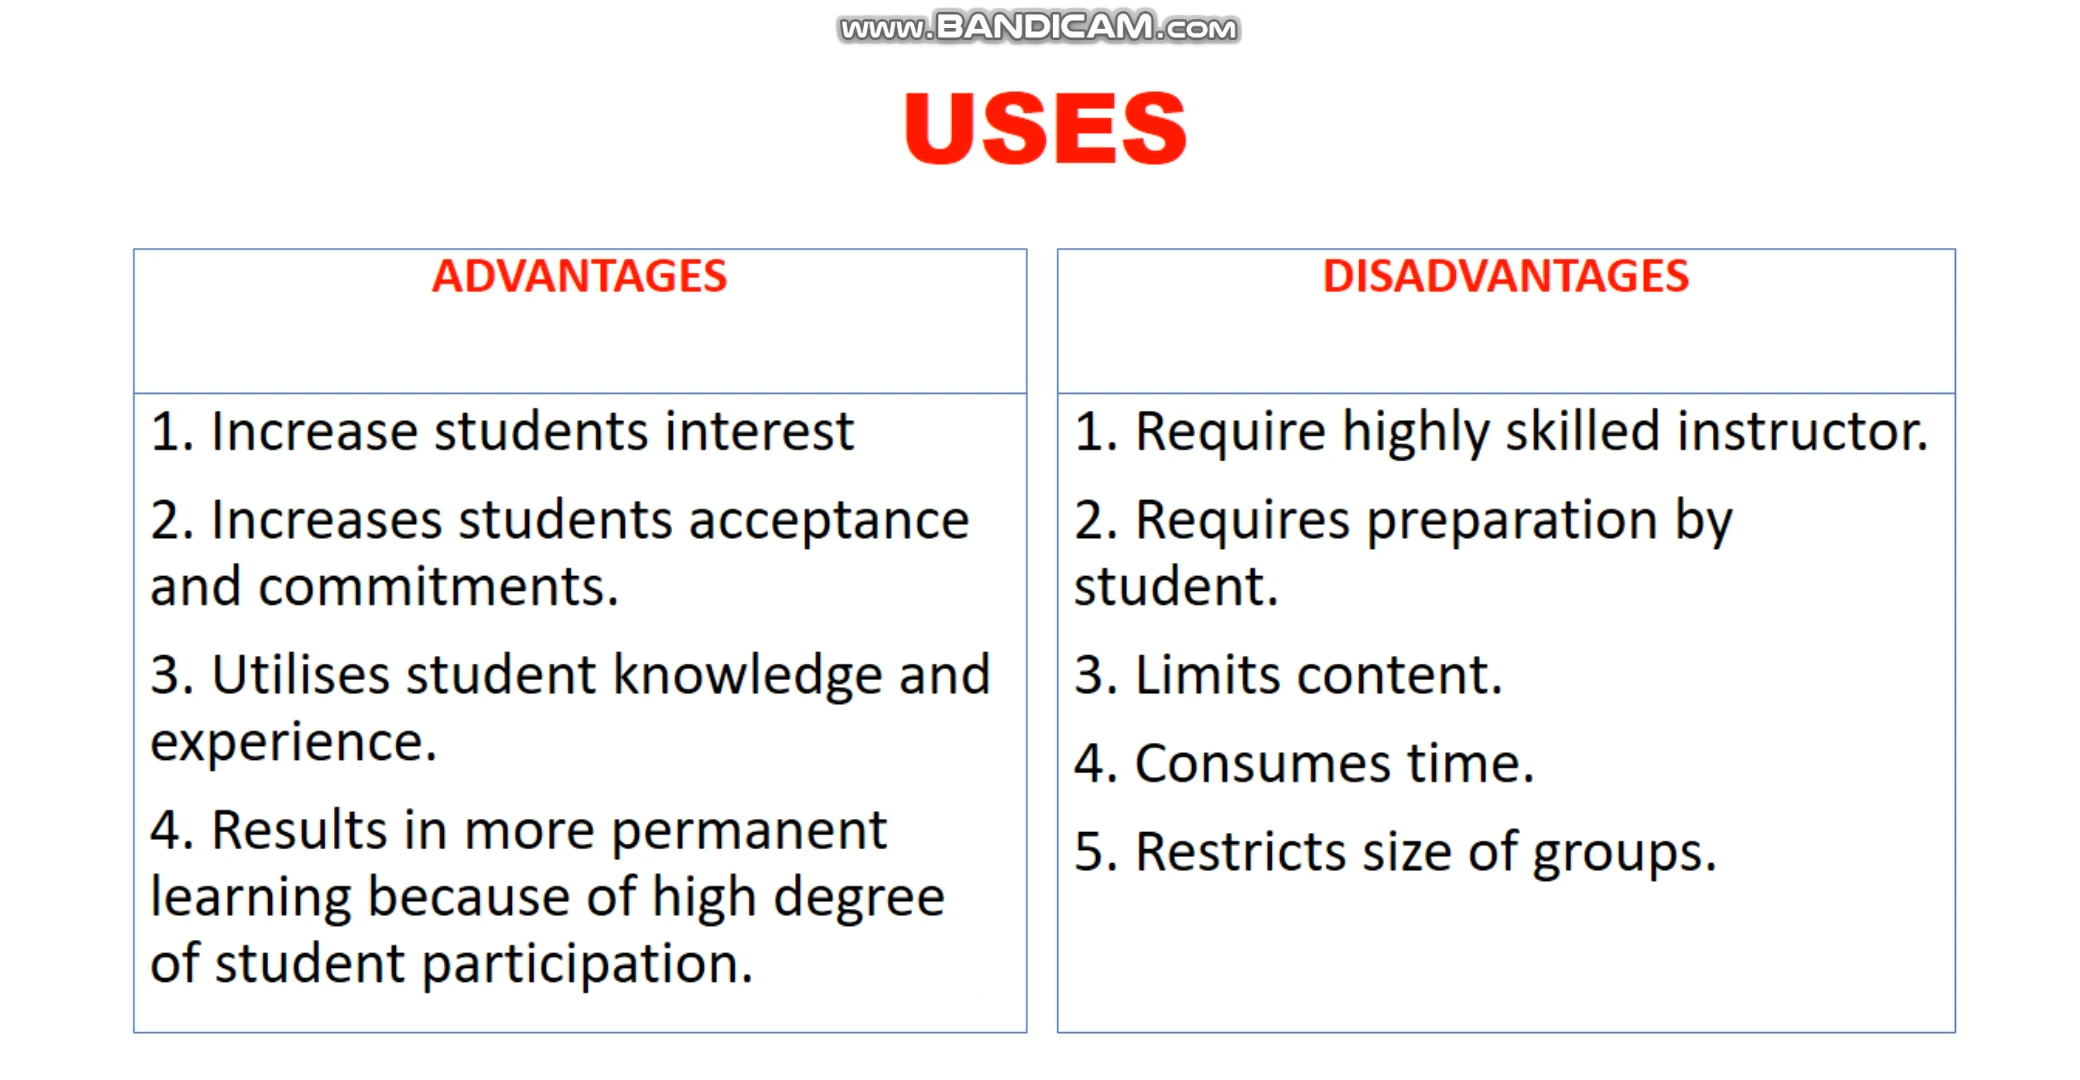 www.BANDICAM.com
USES
ADVANTAGES
1. Increase students interest
2. Increases students acceptance
and commitments.
3. Utilises student knowledge and
experience.
4. Results in more permanent
learning because of high degree
of student participation.
DISADVANTAGES
1. Require highly skilled instructor.
2. Requires preparation by
student.
3. Limits content.
4. Consumes time.
5. Restricts size of groups.